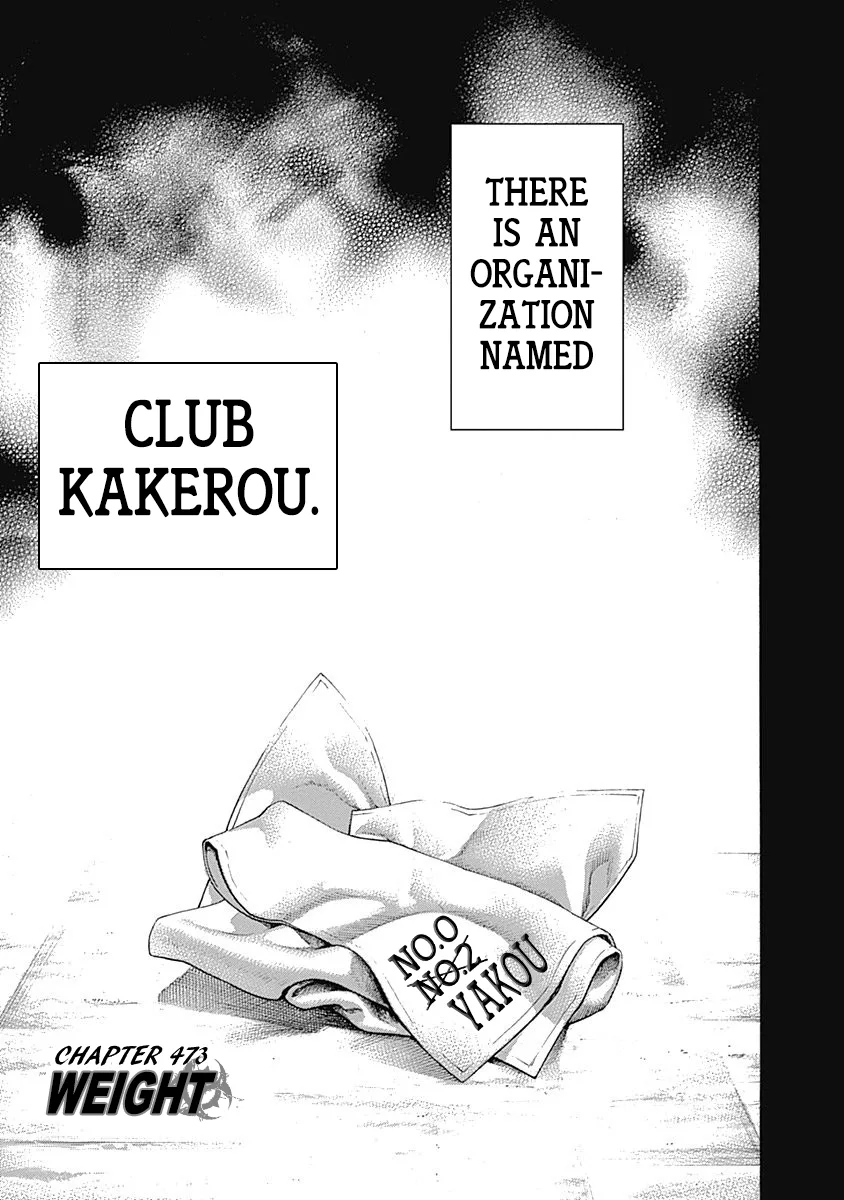 THERE
IS AN
ORGANI-
ZATION
NAMED
CLUB
KAKEROU.
NO.0
NO.2
YAKOU
CHAPTER 473
WEIGHT